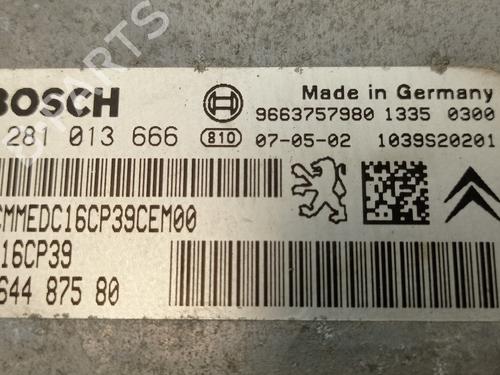 BOSCH
Made in Germany
9663757980 1335 0300
281 013 666 810 07-05-02 1039S20201
CMMEDC16CP39CEM00
16CP39
644 875 80